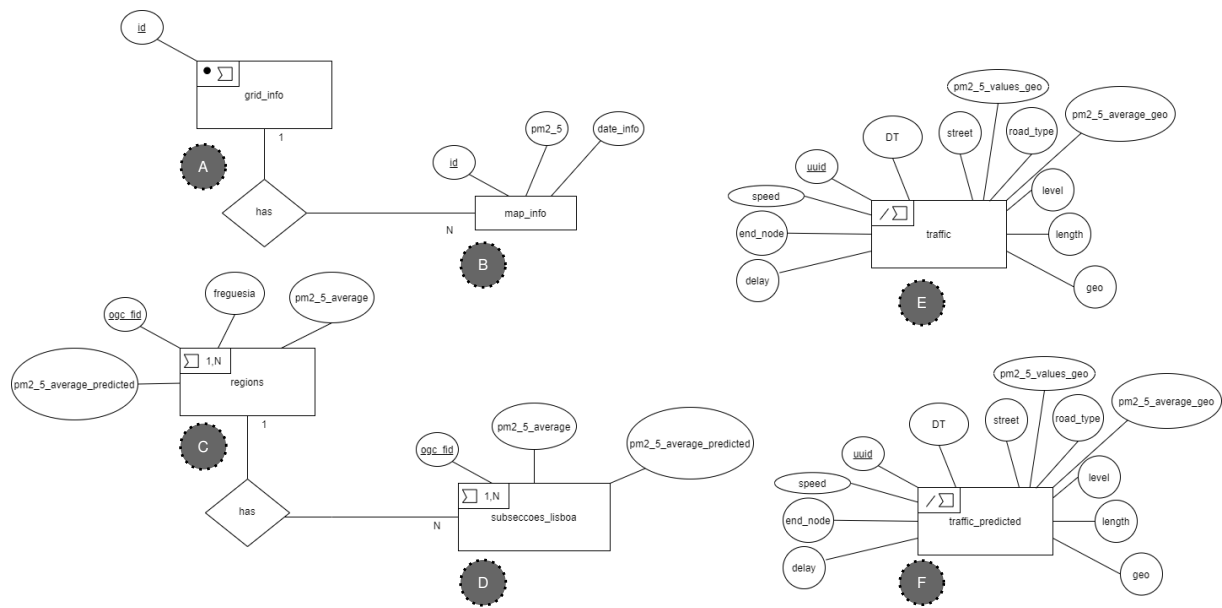 id
grid_info
1
A
has
N
id
pm2_5
date_info
map_info
B
ogc_fid
freguesia
pm2_5_average
pm2_5_average_predicted
1,N
regions
C
1
has
N
ogc_fid
pm2_5_average
pm2_5_average_predicted
1,N
subseccoes_lisboa
D
speed
uuid
DT
street
pm2_5_values_geo
road_type
pm2_5_average_geo
end_node
delay
traffic
level
length
geo
E
speed
uuid
DT
street
pm2_5_values_geo
road_type
pm2_5_average_geo
end_node
delay
traffic_predicted
level
length
geo
F